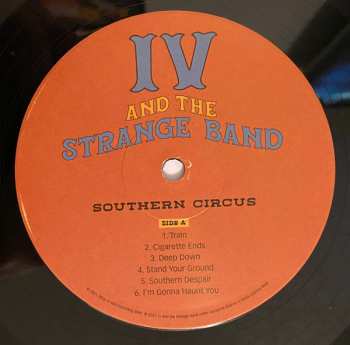 IV
AND THE
STRANGE BAND
SOUTHERN CIRCUS
SIDE A
1. Train
2. Cigarette Ends
3. Deep Down
4. Stand Your Ground
5. Southern Despair
6. I'm Gonna Haunt You